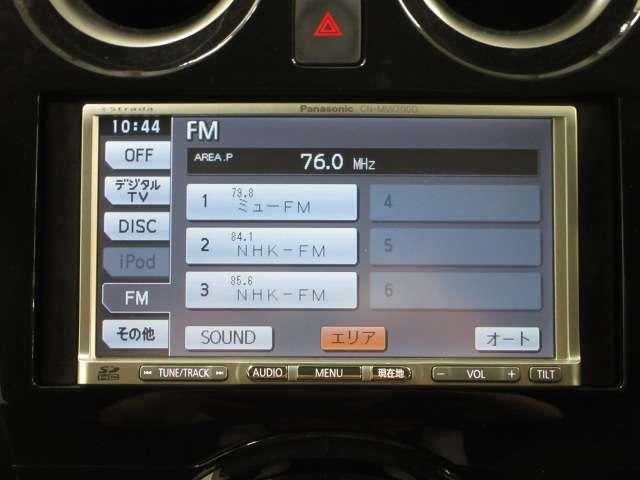 Strada
Panasonic CN-MW200D
10:44
FM
OFF
AREA.P 76.0 MHz
デジタル
TV
DISC
iPod
FM
その他
1 79.8
ミューFM
4
2 84.1
NHK-FM
5
3 85.6
NHK-FM
6
SOUND エリア オート
SD
HC
TUNE/TRACK AUDIO MENU 現在地 - VOL + TILT